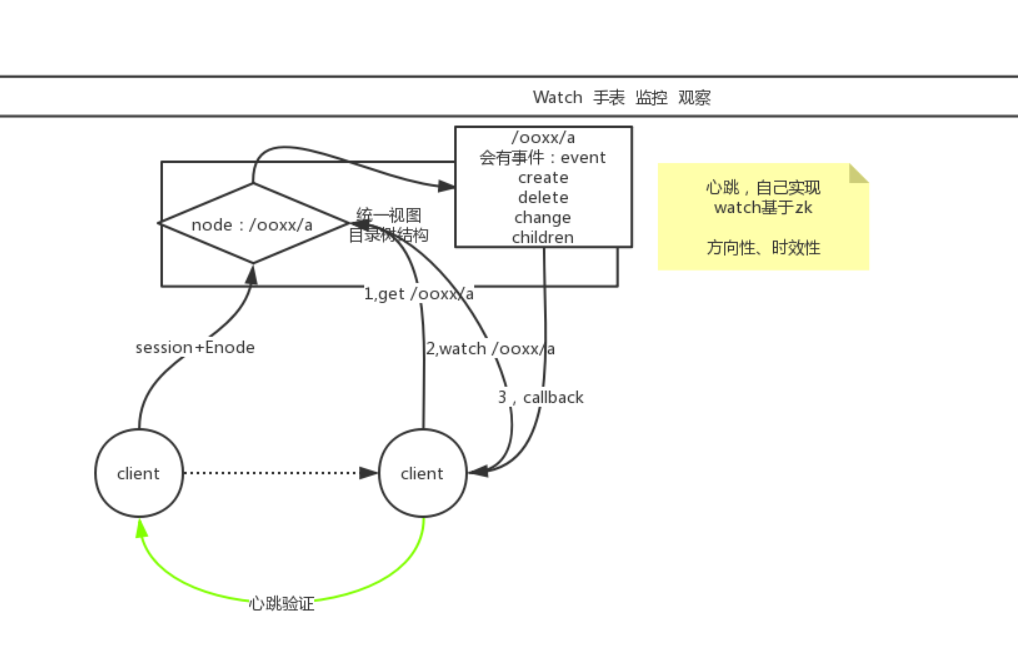 Watch 手表 监控 观察
/ooxx/a
会有事件：event
create
delete
change
children
心跳，自己实现
watch基于zk
方向性、时效性
node：/ooxx/a
统一视图
目录树结构
1,get /ooxx/a
session+Enode
2,watch /ooxx/a
3，callback
client
client
心跳验证